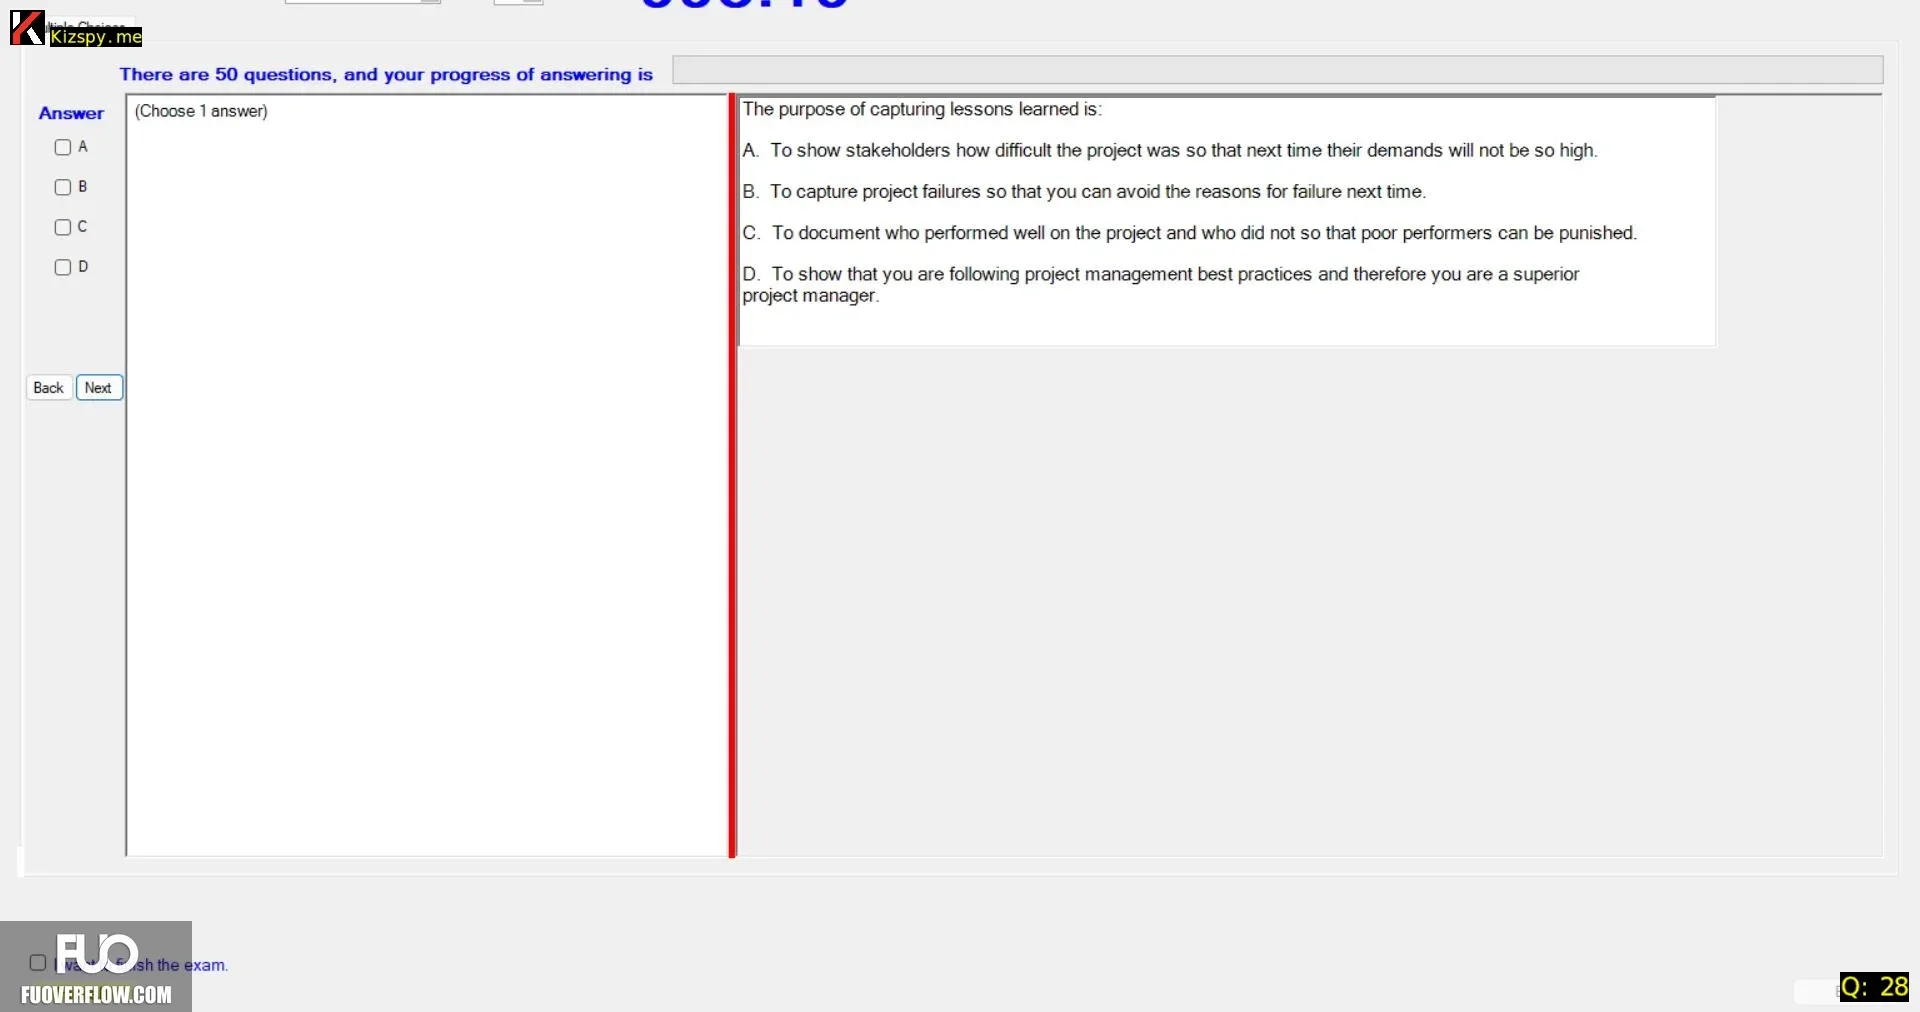 Kizspy.me
There are 50 questions, and your progress of answering is
Answer
(Choose 1 answer)
A
B
C
D
Back
Next
The purpose of capturing lessons learned is:
A. To show stakeholders how difficult the project was so that next time their demands will not be so high.
B. To capture project failures so that you can avoid the reasons for failure next time.
C. To document who performed well on the project and who did not so that poor performers can be punished.
D. To show that you are following project management best practices and therefore you are a superior
project manager.
FUO
the exam.
FUOVERFLOW.COM
Q: 28